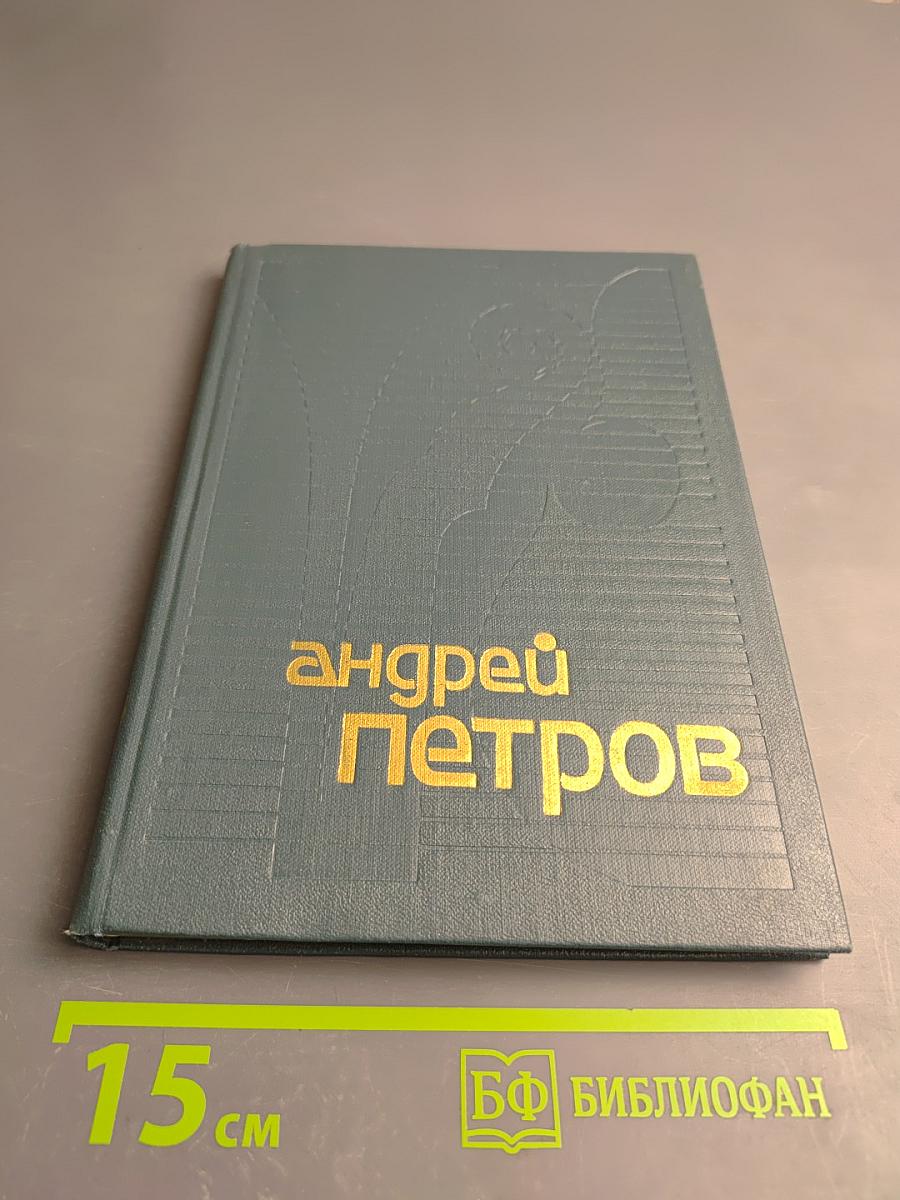 андрей
петров
15 см
БФ БИБЛИОФАН